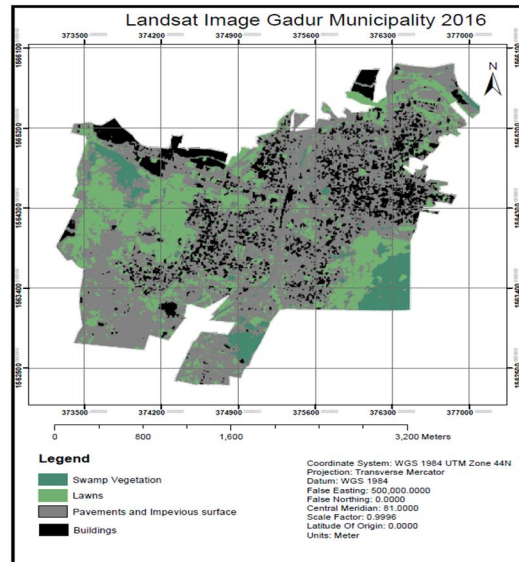 Landsat Image Gadur Municipality 2016
373500 374200 374900 375600 376300 377000
N
373500 374200 374900 375600 376300 377000
0 800 1,600 3,200 Meters
Legend
Swamp Vegetation
Lawns
Pavements and Impevious surface
Buildings
Coordinate System: WGS 1984 UTM Zone 44N
Projection: Transverse Mercator
Datum: WGS 1984
False Easting: 500,000.0000
False Northing: 0.0000
Central Meridian: 81.0000
Scale Factor: 0.9996
Latitude Of Origin: 0.0000
Units: Meter